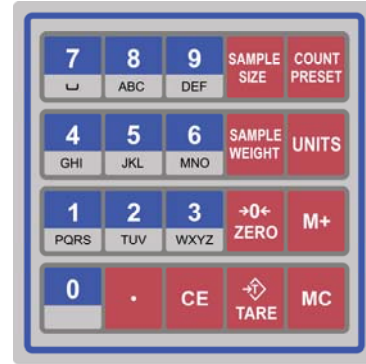 7 8 9 SAMPLE SIZE COUNT PRESET
␣ ABC DEF
4 5 6 SAMPLE WEIGHT UNITS
GHI JKL MNO
1 2 3 →0← ZERO M+
PQRS TUV WXYZ
0 . CE →T← TARE MC